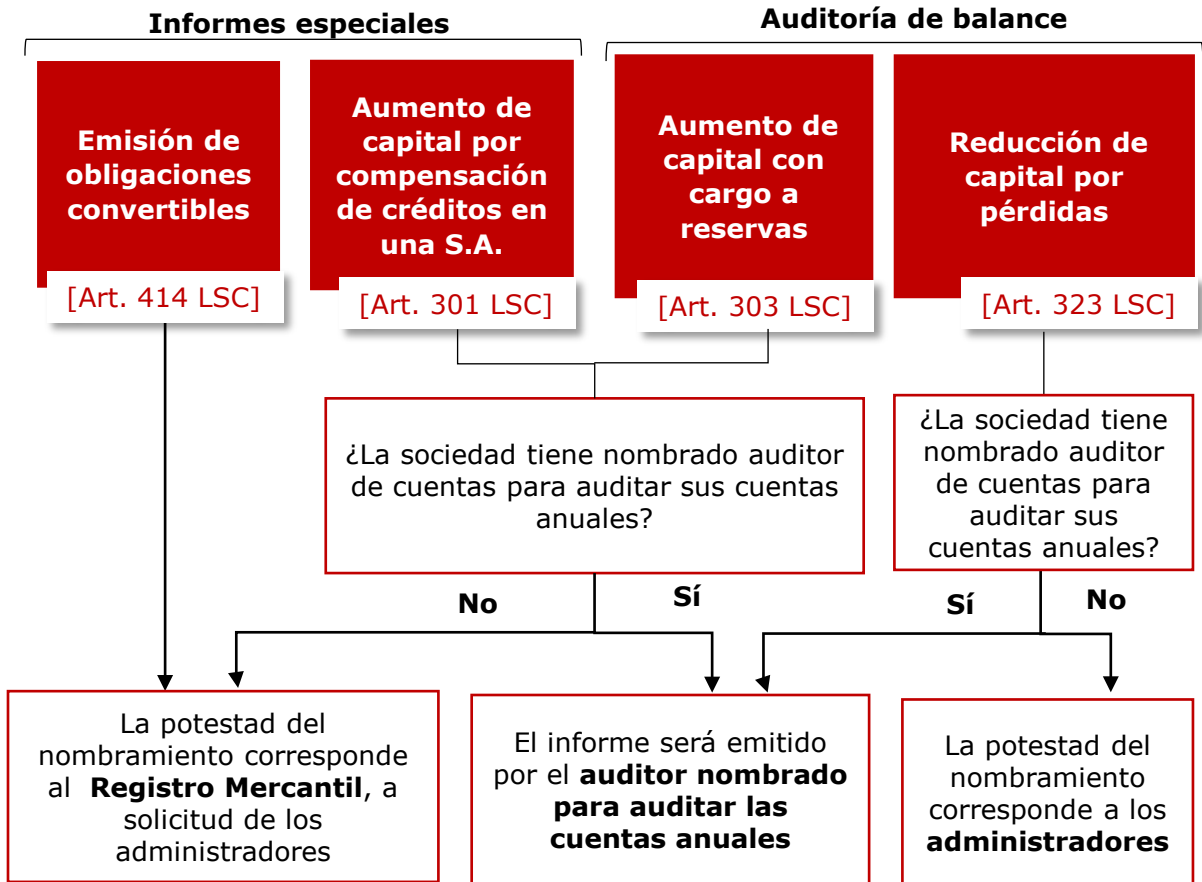 Informes especiales
Auditoría de balance
Emisión de
obligaciones
convertibles
[Art. 414 LSC]
Aumento de
capital por
compensación
de créditos en
una S.A.
[Art. 301 LSC]
Aumento de
capital con
cargo a
reservas
[Art. 303 LSC]
Reducción de
capital por
pérdidas
[Art. 323 LSC]
¿La sociedad tiene nombrado auditor
de cuentas para auditar sus cuentas
anuales?
¿La sociedad tiene
nombrado auditor
de cuentas para
auditar sus
cuentas anuales?
No
Sí
Sí
No
La potestad del
nombramiento corresponde
al Registro Mercantil, a
solicitud de los
administradores
El informe será emitido
por el auditor nombrado
para auditar las
cuentas anuales
La potestad del
nombramiento
corresponde a los
administradores